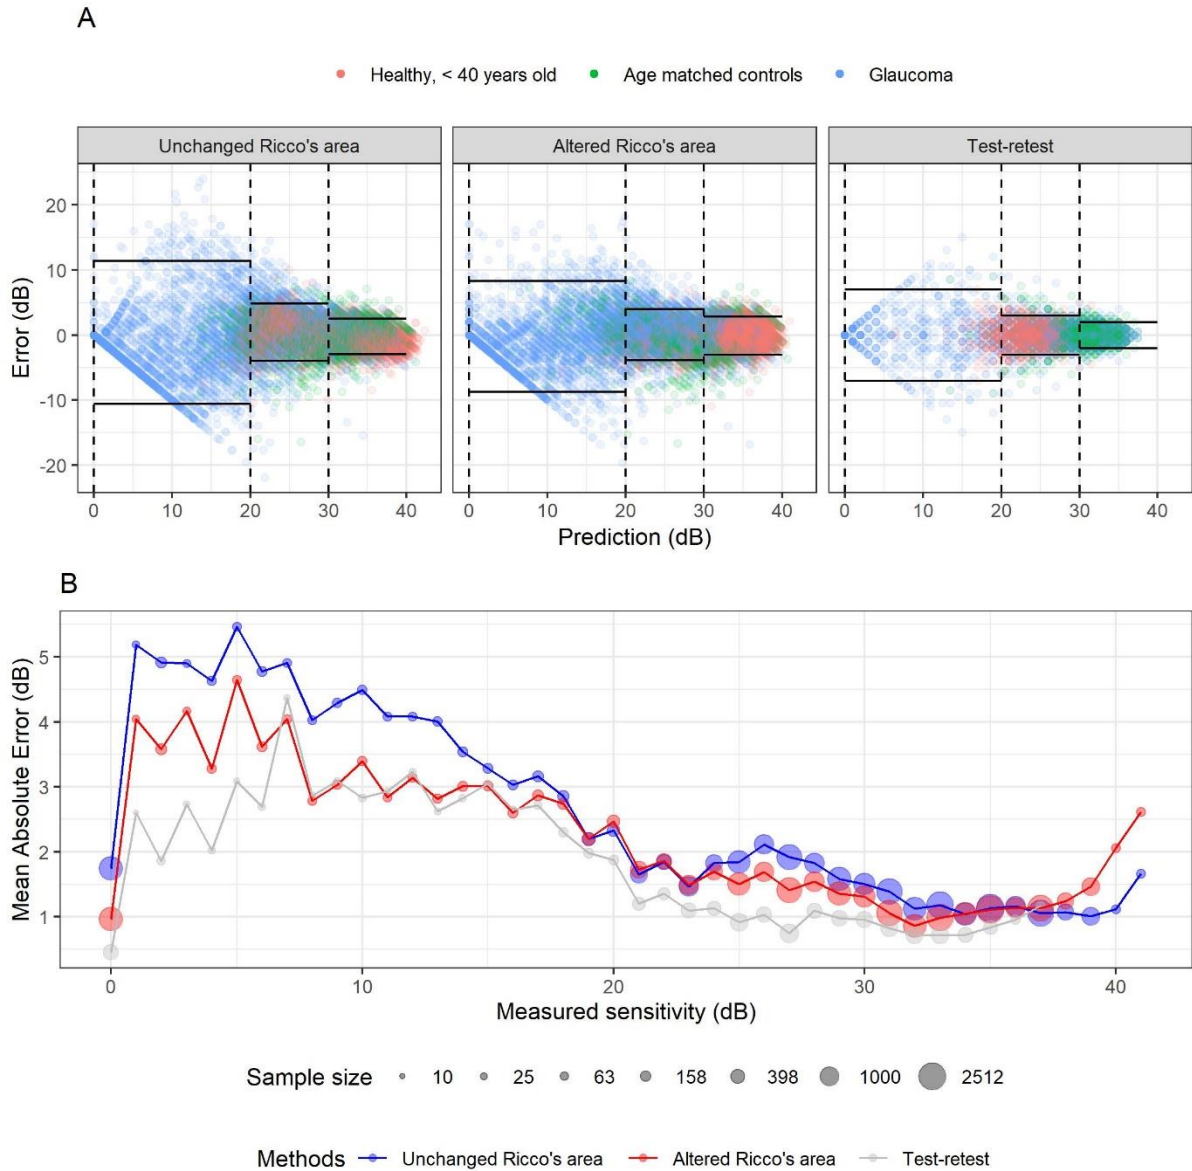 A
Healthy, < 40 years old Age matched controls Glaucoma
Unchanged Ricco's area Altered Ricco's area Test-retest
Error (dB)
20
10
0
-10
-20
0 10 20 30 40 0 10 20 30 40 0 10 20 30 40
Prediction (dB)
B
Mean Absolute Error (dB)
5
4
3
2
1
0 10 20 30 40
Measured sensitivity (dB)
Sample size 10 25 63 158 398 1000 2512
Methods Unchanged Ricco's area Altered Ricco's area Test-retest